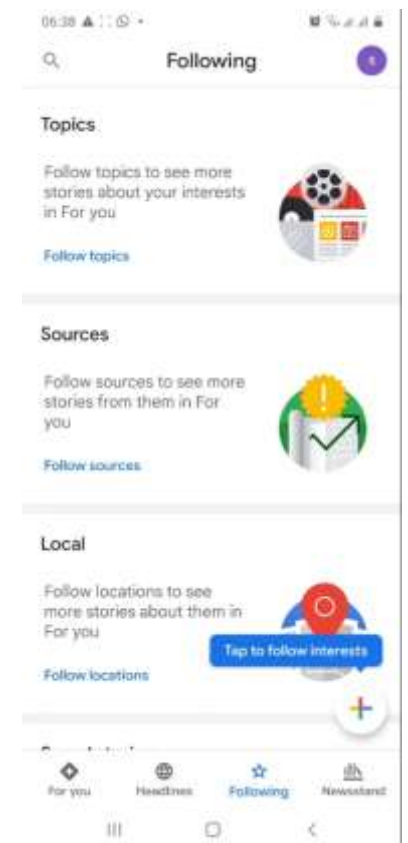 06:38
Following
Topics
Follow topics to see more
stories about your interests
in For you
Follow topics
Sources
Follow sources to see more
stories from them in For
you
Follow sources
Local
Follow locations to see
more stories about them in
For you
Tap to follow interests
Follow locations
For you Headlines Following Newsstand